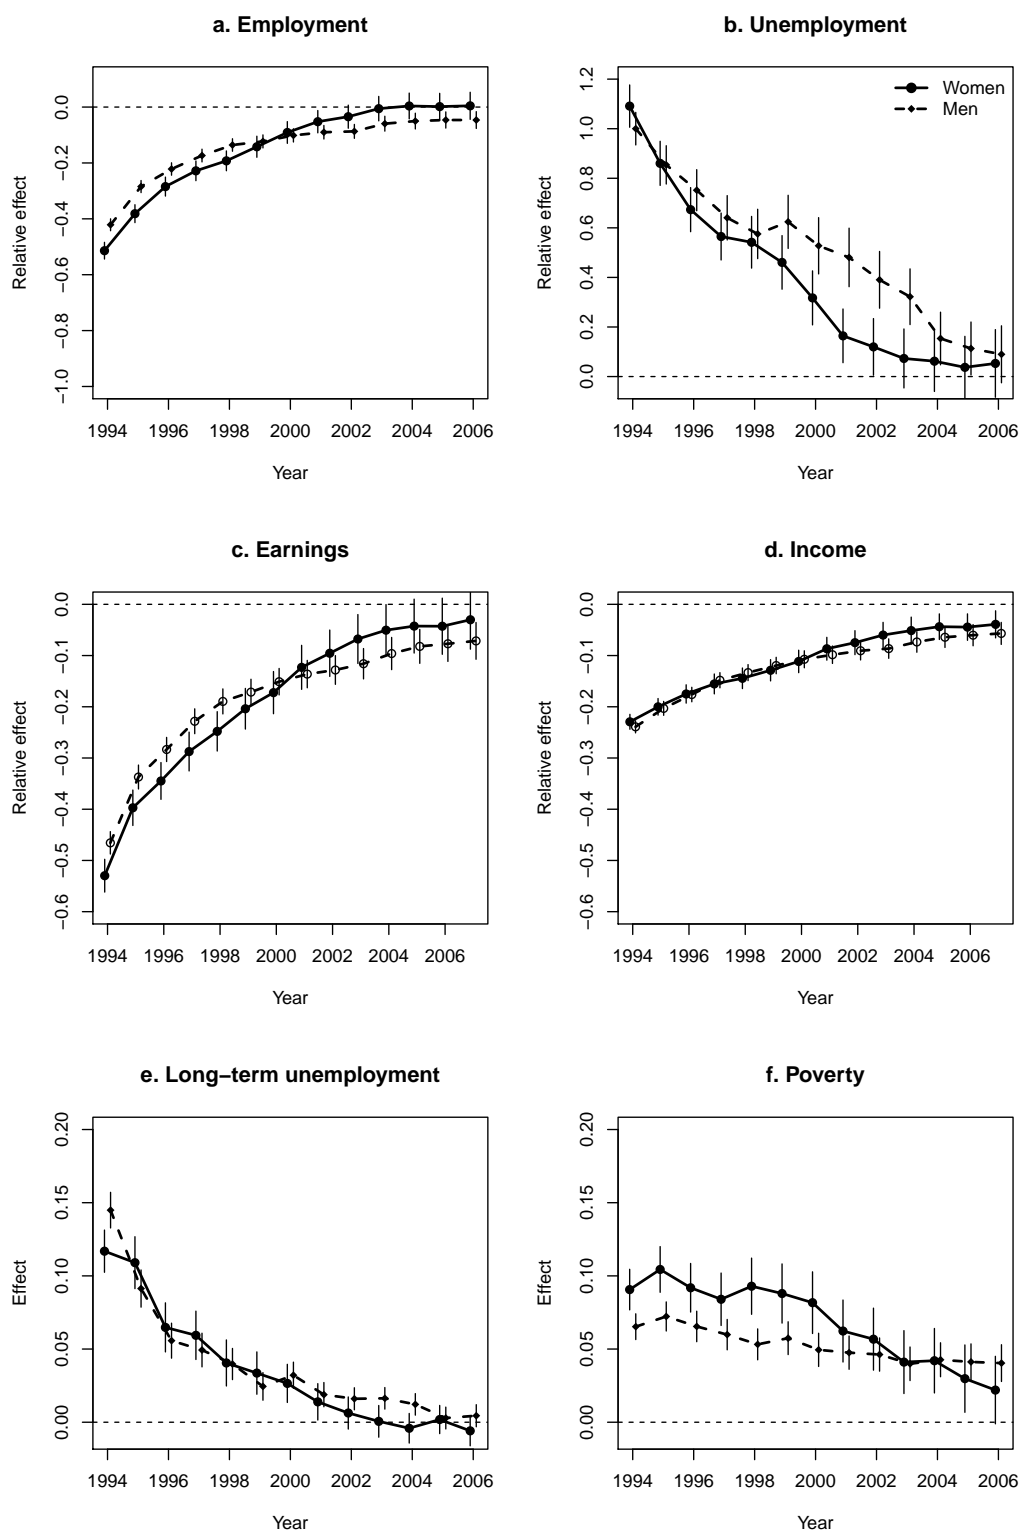 a. Employment
Relative effect
0.0
−0.2
−0.4
−0.6
−0.8
−1.0
1994 1996 1998 2000 2002 2004 2006
Year
b. Unemployment
Relative effect
1.2
1.0
0.8
0.6
0.4
0.2
0.0
Women
Men
1994 1996 1998 2000 2002 2004 2006
Year
c. Earnings
Relative effect
0.0
−0.1
−0.2
−0.3
−0.4
−0.5
−0.6
1994 1996 1998 2000 2002 2004 2006
Year
d. Income
Relative effect
0.0
−0.1
−0.2
−0.3
−0.4
−0.5
−0.6
1994 1996 1998 2000 2002 2004 2006
Year
e. Long−term unemployment
Effect
0.20
0.15
0.10
0.05
0.00
1994 1996 1998 2000 2002 2004 2006
Year
f. Poverty
Effect
0.20
0.15
0.10
0.05
0.00
1994 1996 1998 2000 2002 2004 2006
Year